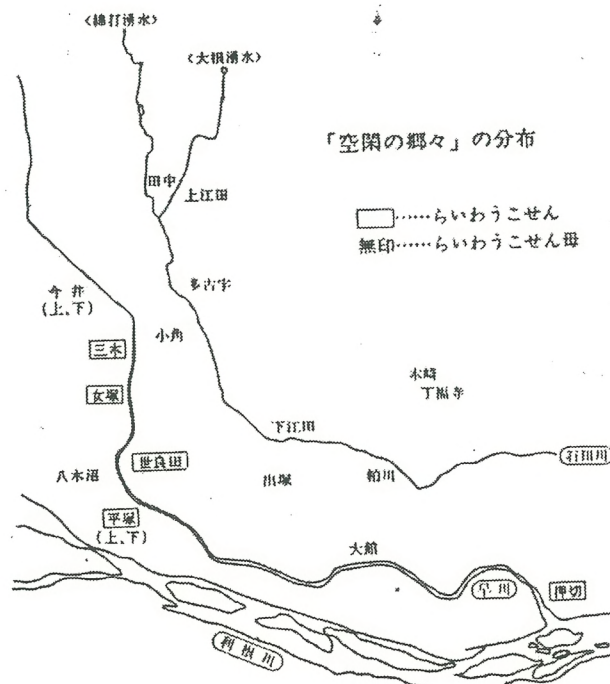 〈綿打湧水〉
〈大根湧水〉
「空閑の郷々」の分布
……らいわうこせん
無印……らいわうこせん母
田中
上江田
多古宇
今井
(上、下)
小角
三木
女塚
木崎
下江田
石田川
世良田
八木沼
出塚
粕川
平塚
(上、下)
大館
早川
押切
利根川